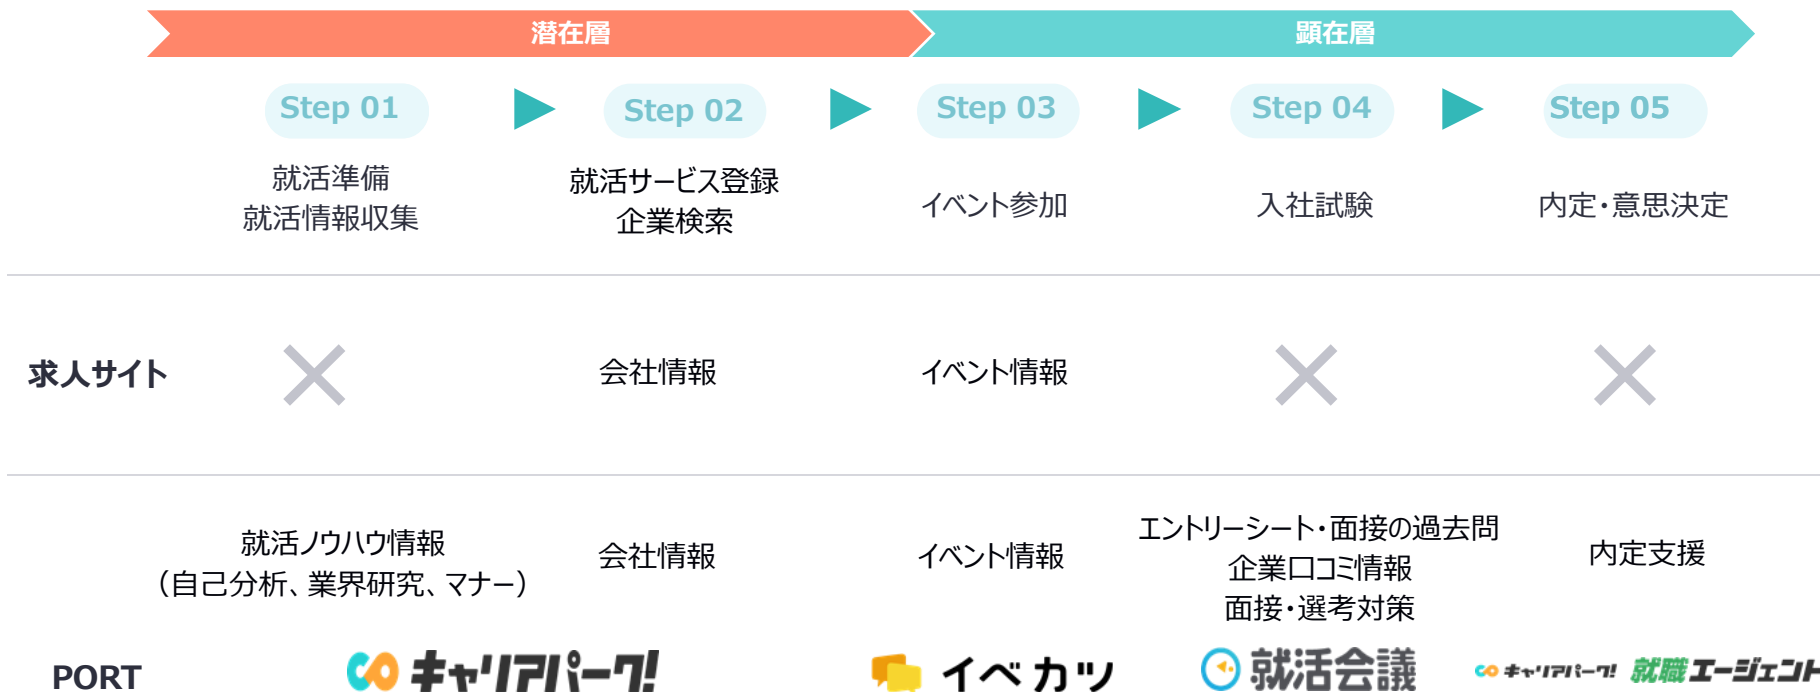 潜在層
顕在層
Step 01
Step 02
Step 03
Step 04
Step 05
就活準備
就活情報収集
就活サービス登録
企業検索
イベント参加
入社試験
内定・意思決定
求人サイト
会社情報
イベント情報
就活ノウハウ情報
（自己分析、業界研究、マナー）
会社情報
イベント情報
エントリーシート・面接の過去問
企業口コミ情報
面接・選考対策
内定支援
PORT
キャリアパーク!
イベカツ
就活会議
キャリアパーク! 就職エージェント